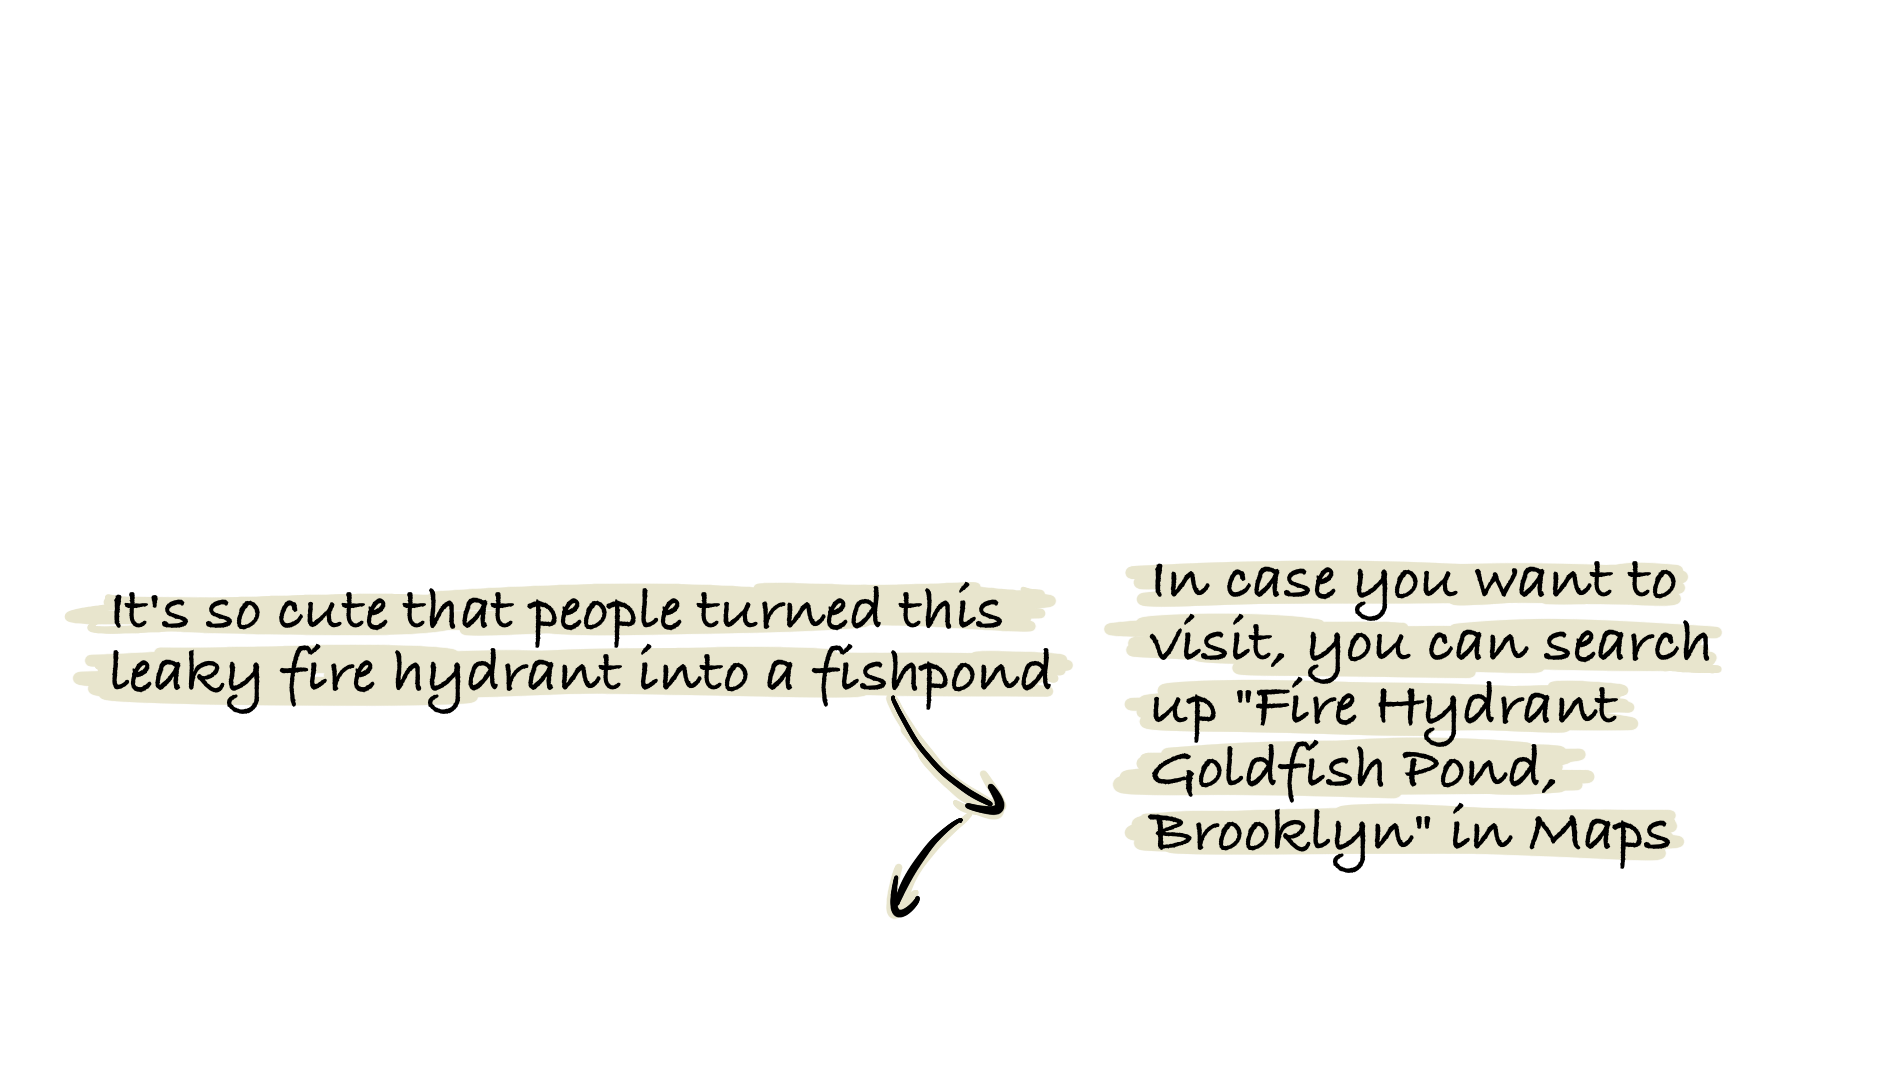 It's so cute that people turned this
leaky fire hydrant into a fishpond
In case you want to
visit, you can search
up "Fire Hydrant
Goldfish Pond,
Brooklyn" in Maps